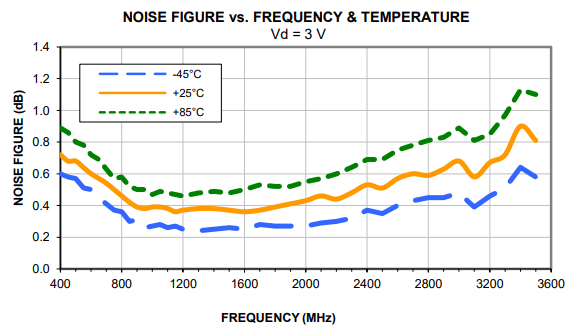 NOISE FIGURE vs. FREQUENCY & TEMPERATURE
Vd = 3 V
1.4
1.2
1.0
0.8
0.6
0.4
0.2
0.0
NOISE FIGURE (dB)
-45°C
+25°C
+85°C
400 800 1200 1600 2000 2400 2800 3200 3600
FREQUENCY (MHz)